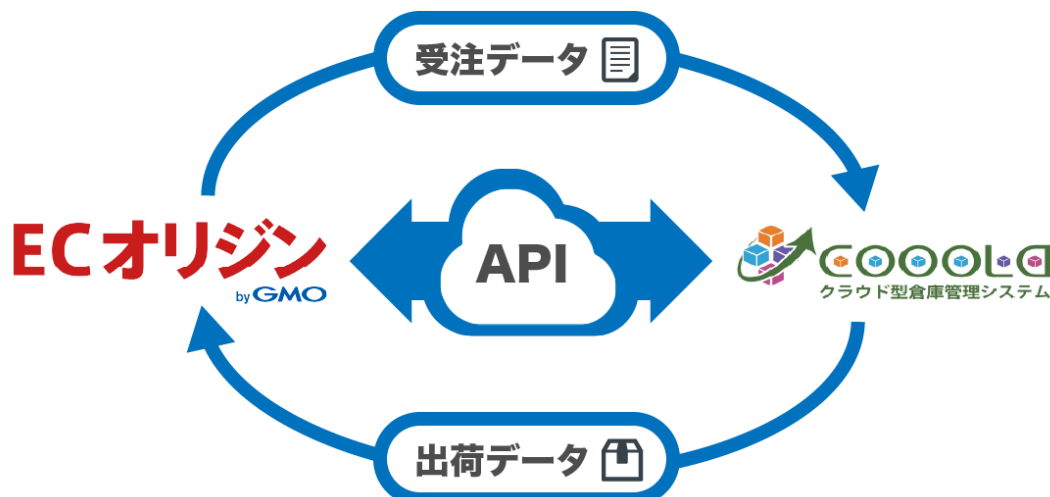 受注データ
ECオリジン
by GMO
API
COOOLa
クラウド型倉庫管理システム
出荷データ